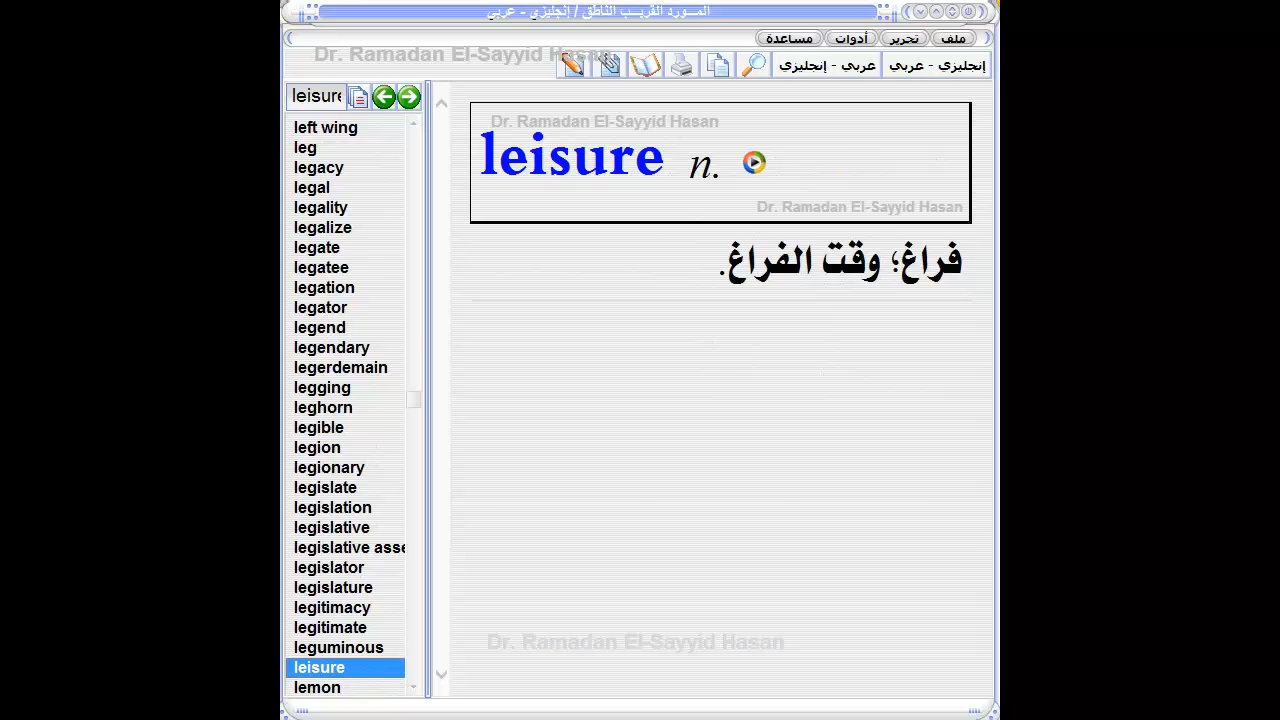 المـورد القريـب الناطق / إنجليزي - عربي
ملف تحرير أدوات مساعدة
Dr. Ramadan El-Sayyid Hasan
إنجليزي - عربي عربي - إنجليزي
leisure
left wing
leg
legacy
legal
legality
legalize
legate
legatee
legation
legator
legend
legendary
legerdemain
legging
leghorn
legible
legion
legionary
legislate
legislation
legislative
legislative asse
legislator
legislature
legitimacy
legitimate
leguminous
leisure
lemon
Dr. Ramadan El-Sayyid Hasan
leisure n.
Dr. Ramadan El-Sayyid Hasan
فراغ؛ وقت الفراغ.
Dr. Ramadan El-Sayyid Hasan